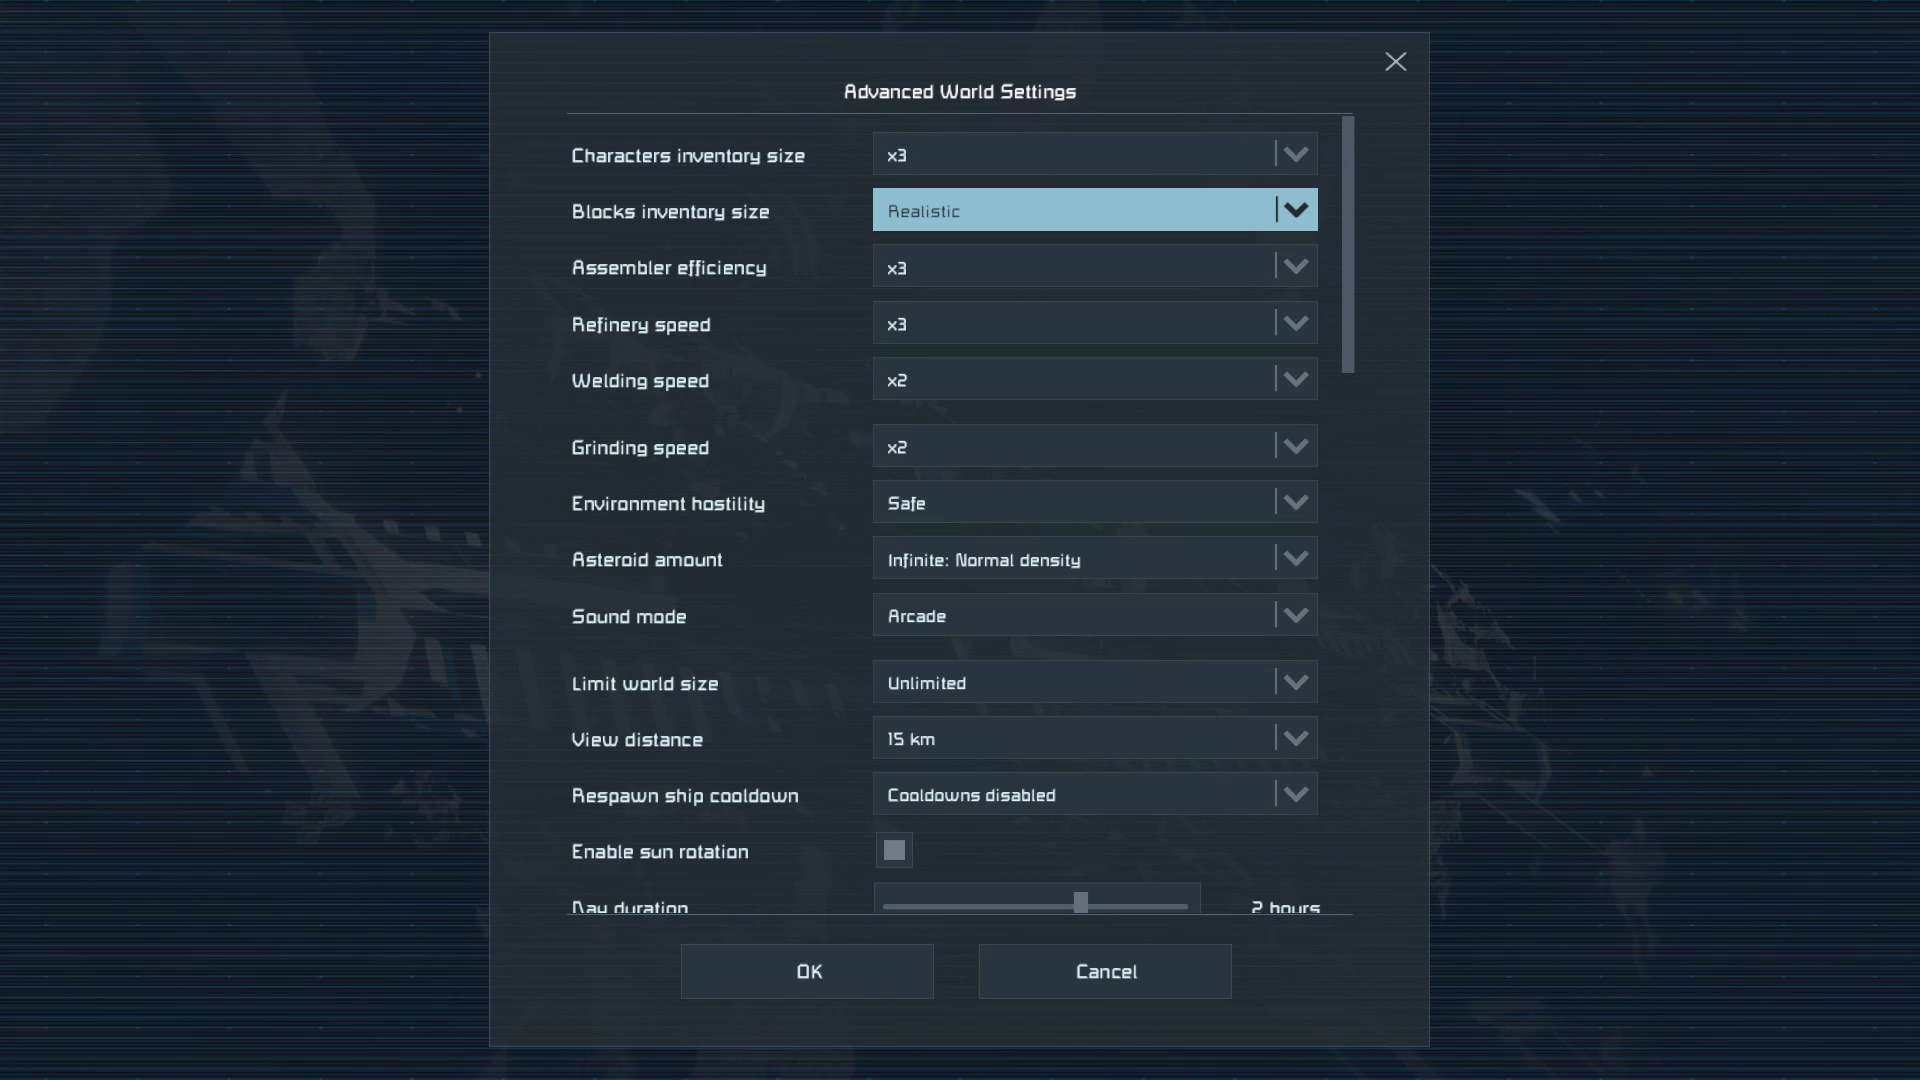 Advanced World Settings
Characters inventory size x3
Blocks inventory size Realistic
Assembler efficiency x3
Refinery speed x3
Welding speed x2
Grinding speed x2
Environment hostility Safe
Asteroid amount Infinite: Normal density
Sound mode Arcade
Limit world size Unlimited
View distance 15 km
Respawn ship cooldown Cooldowns disabled
Enable sun rotation
Day duration 2 hours
OK Cancel